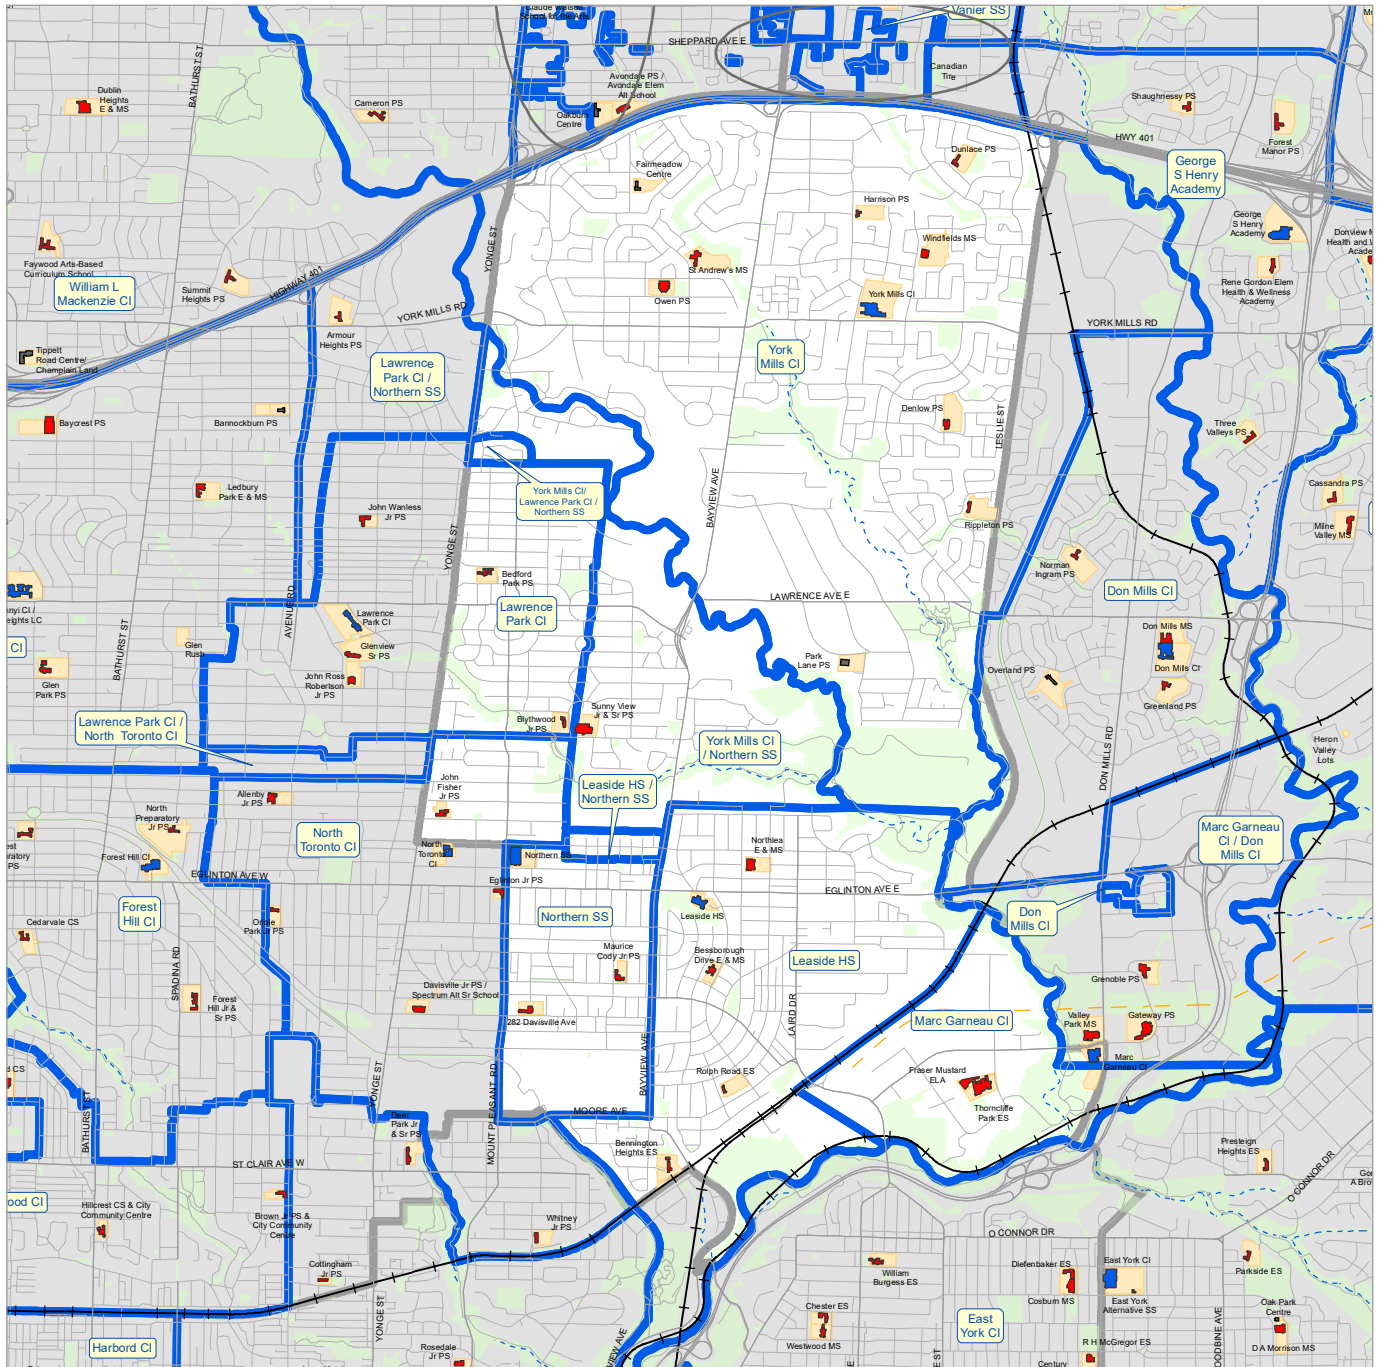 Claude Watson
School for the Arts
Vanier SS
SHEPPARD AVE E
Canadian
Tire
BATHURST ST
Dublin
Heights
E & MS
Cameron PS
Avondale PS /
Avondale Elem
Alt School
Oakburn
Centre
Shaughnessy PS
HWY 401
Forest
Manor PS
Dunlace PS
George
S Henry
Academy
Fairmeadow
Centre
Harrison PS
George
S Henry
Academy
Faywood Arts-Based
Curriculum School
YONGE ST
Windfields MS
St Andrew's MS
Rene Gordon Elem
Health & Wellness
Academy
William L
Mackenzie CI
Summit
Heights PS
HIGHWAY 401
Owen PS
York Mills CI
Armour
Heights PS
YORK MILLS RD
YORK MILLS RD
Tippett
Road Centre/
Champlain Land
Lawrence
Park CI /
Northern SS
York
Mills CI
Baycrest PS
Bannockburn PS
Denlow PS
LESLIE ST
Three
Valleys PS
Ledbury
Park E & MS
John Wanless
Jr PS
York Mills CI/
Lawrence Park CI /
Northern SS
BAYVIEW AVE
Cassandra PS
Rippleton PS
Milne
Valley MS
YONGE ST
Norman
Ingram PS
Bedford
Park PS
Don Mills CI
LAWRENCE AVE E
AVENUE RD
Lawrence
Park CI
Lawrence
Park CI
BATHURST ST
Glen
Rush
Glenview
Sr PS
Don Mills MS
Don Mills CI
CI
Glen
Park PS
John Ross
Robertson
Jr PS
Park
Lane PS
Overland PS
Greenland PS
Lawrence Park CI /
North Toronto CI
Blythwood
Jr PS
Sunny View
Jr & Sr PS
York Mills CI
/ Northern SS
DON MILLS RD
Heron
Valley
Lots
Leaside HS /
Northern SS
Allenby
Jr PS
John
Fisher
Jr PS
North
Preparatory
Jr PS
North
Toronto CI
North
Toronto
CI
Northern SS
Northlea
E & MS
Marc Garneau
CI / Don
Mills CI
Forest Hill CI
EGLINTON AVE W
Eglinton Jr PS
EGLINTON AVE E
Forest
Hill CI
Northern SS
Leaside HS
Don
Mills CI
Cedarvale CS
Oriole
Park Jr PS
SPADINA RD
Maurice
Cody Jr PS
Bessborough
Drive E & MS
Leaside HS
Grenoble PS
Davisville Jr PS /
Spectrum Alt Sr School
Forest
Hill Jr &
Sr PS
282 Davisville Ave
LAIRD DR
Marc Garneau CI
Valley
Park MS
Gateway PS
Marc
Garneau CI
YONGE ST
MOUNT PLEASANT RD
BAYVIEW AVE
Rolph Road ES
Fraser Mustard
ELA
Thorncliffe
Park ES
BATHURST ST
Deer
Park Jr
& Sr PS
MOORE AVE
Bennington
Heights ES
Presteign
Heights ES
ST CLAIR AVE W
O CONNOR DR
Hillcrest CS & City
Community Centre
Brown Jr PS &
City Community
Centre
Whitney
Jr PS
O CONNOR DR
Cottingham
Jr PS
William
Burgess ES
Diefenbaker ES
Cosburn MS
East York CI
East York
Alternative SS
Parkside ES
YONGE ST
Chester ES
Westwood MS
East
York CI
Oak Park
Centre
D A Morrison MS
Harbord CI
Rosedale
Jr PS
R H McGregor ES
Century